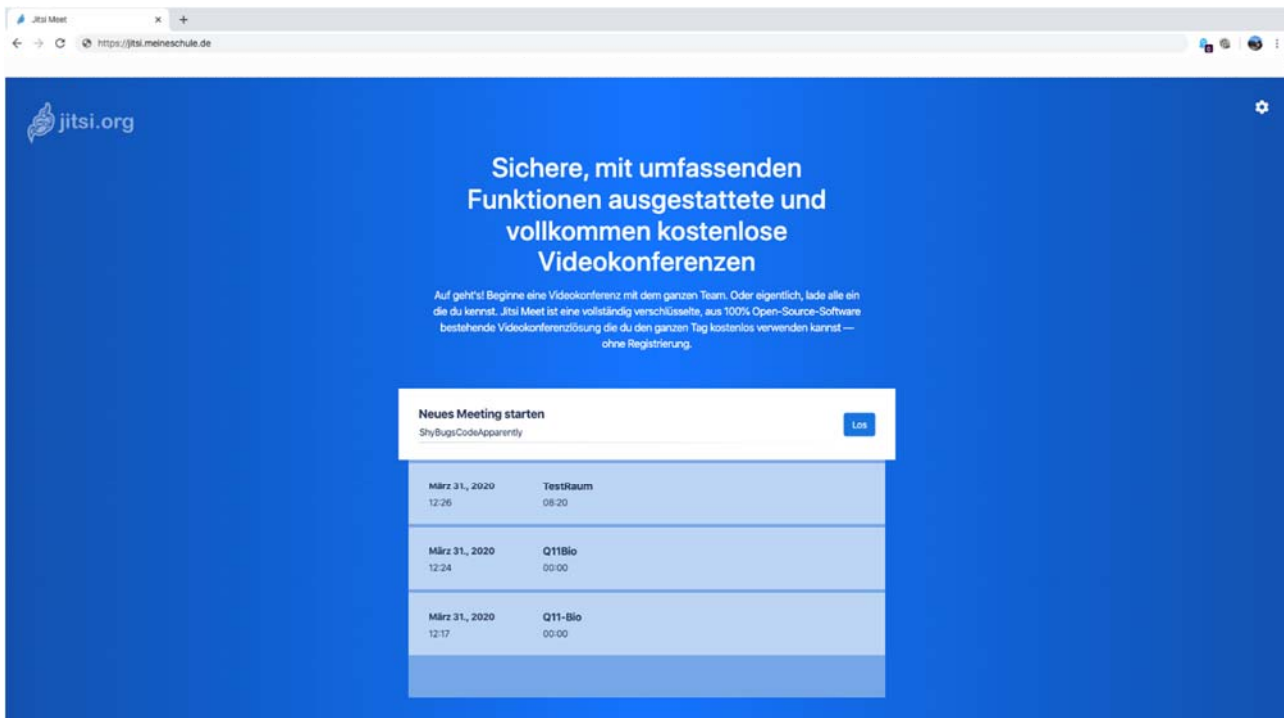 Jitsi Meet
https://jitsi.meineschule.de
jitsi.org
Sichere, mit umfassenden
Funktionen ausgestattete und
vollkommen kostenlose
Videokonferenzen
Auf geht's! Beginne eine Videokonferenz mit dem ganzen Team. Oder eigentlich, lade alle ein
die du kennst. Jitsi Meet ist eine vollständig verschlüsselte, aus 100% Open-Source-Software
bestehende Videokonferenzlösung die du den ganzen Tag kostenlos verwenden kannst —
ohne Registrierung.
Neues Meeting starten
ShyBugsCodeApparently
Los
März 31., 2020 TestRaum
12:26 08:20
März 31., 2020 Q11Bio
12:24 00:00
März 31., 2020 Q11-Bio
12:17 00:00